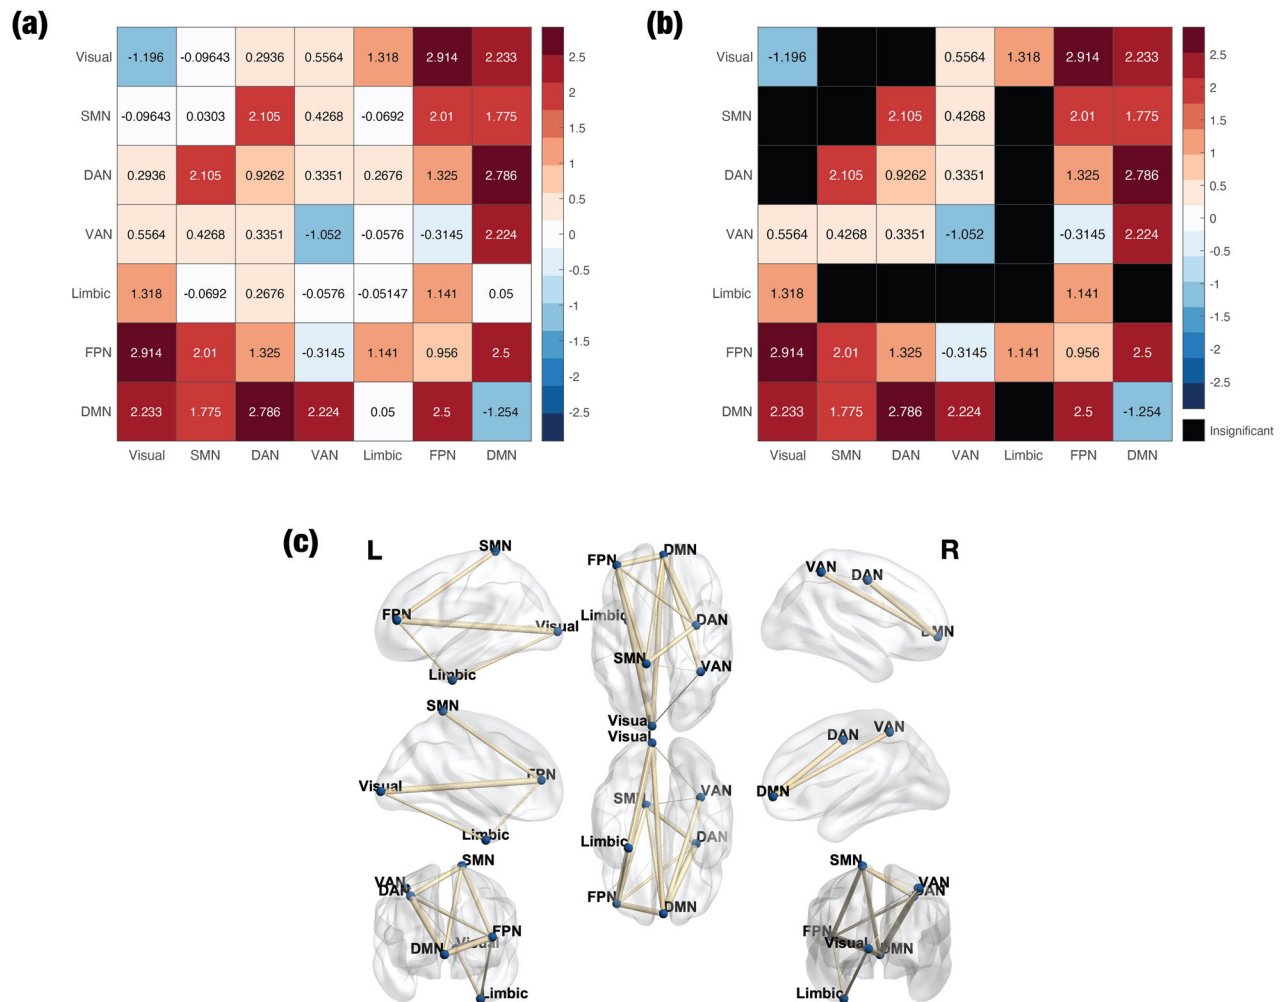 (a)
Visual -1.196 -0.09643 0.2936 0.5564 1.318 2.914 2.233
SMN -0.09643 0.0303 2.105 0.4268 -0.0692 2.01 1.775
DAN 0.2936 2.105 0.9262 0.3351 0.2676 1.325 2.786
VAN 0.5564 0.4268 0.3351 -1.052 -0.0576 -0.3145 2.224
Limbic 1.318 -0.0692 0.2676 -0.0576 -0.05147 1.141 0.05
FPN 2.914 2.01 1.325 -0.3145 1.141 0.956 2.5
DMN 2.233 1.775 2.786 2.224 0.05 2.5 -1.254
Visual SMN DAN VAN Limbic FPN DMN
2.5
2
1.5
1
0.5
0
-0.5
-1
-1.5
-2
-2.5
(b)
Visual -1.196 0.5564 1.318 2.914 2.233
SMN 2.105 0.4268 2.01 1.775
DAN 2.105 0.9262 0.3351 1.325 2.786
VAN 0.5564 0.4268 0.3351 -1.052 -0.3145 2.224
Limbic 1.318 1.141
FPN 2.914 2.01 1.325 -0.3145 1.141 0.956 2.5
DMN 2.233 1.775 2.786 2.224 2.5 -1.254
Visual SMN DAN VAN Limbic FPN DMN
2.5
2
1.5
1
0.5
0
-0.5
-1
-1.5
-2
-2.5
Insignificant
(c)
L
R
SMN
FPN
Visual
Limbic
FPN
DMN
Limbic
DAN
SMN
VAN
Visual
VAN
DAN
DMN
SMN
Visual
FPN
Limbic
Visual
SMN
VAN
Limbic
DAN
FPN
DMN
DAN
VAN
DMN
SMN
VAN
DAN
FPN
DMN
Visual
Limbic
SMN
VAN
DAN
FPN
Visual
DMN
Limbic